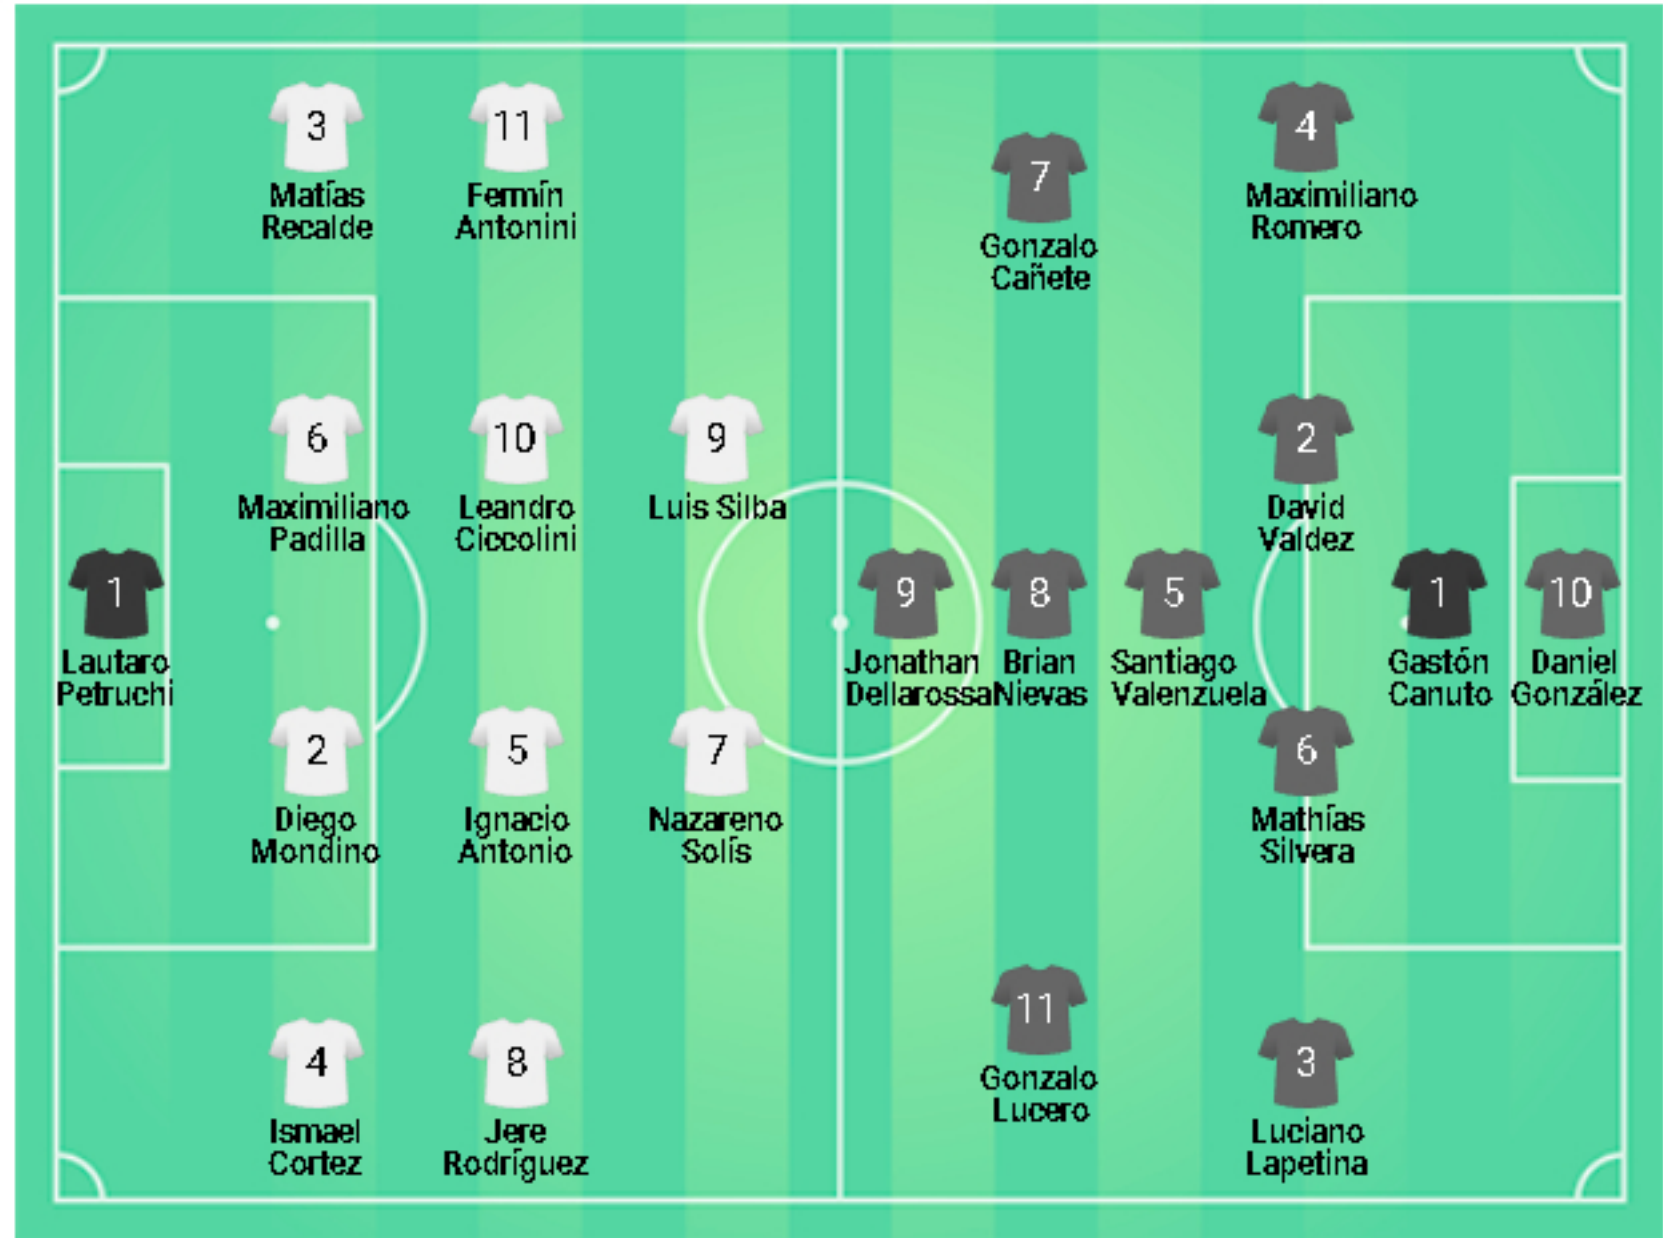 3
Matías
Recalde
11
Fermín
Antonini
7
Gonzalo
Cañete
4
Maximiliano
Romero
6
Maximiliano
Padilla
10
Leandro
Ciccolini
9
Luis Silba
2
David
Valdez
1
Lautaro
Petruchi
9
Jonathan
Dellarossa
8
Brian
Nievas
5
Santiago
Valenzuela
1
Gastón
Canuto
10
Daniel
González
2
Diego
Mondino
5
Ignacio
Antonio
7
Nazareno
Solís
6
Mathías
Silvera
4
Ismael
Cortez
8
Jere
Rodríguez
11
Gonzalo
Lucero
3
Luciano
Lapetina